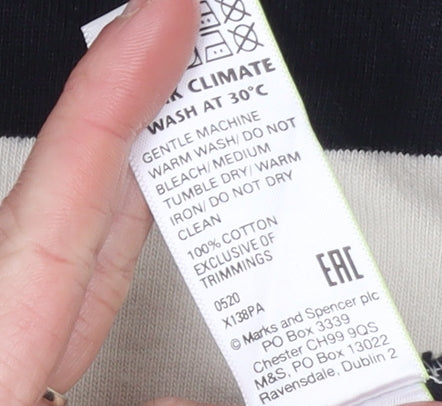 CLIMATE
WASH AT 30°C
GENTLE MACHINE
WARM WASH/ DO NOT
BLEACH/ MEDIUM
TUMBLE DRY/ WARM
IRON/ DO NOT DRY
CLEAN
100% COTTON
EXCLUSIVE OF
TRIMMINGS
EAC
0520
X138PA
© Marks and Spencer plc
PO Box 3339
Chester CH99 9QS
M&S, PO Box 13022
Ravensdale, Dublin 2